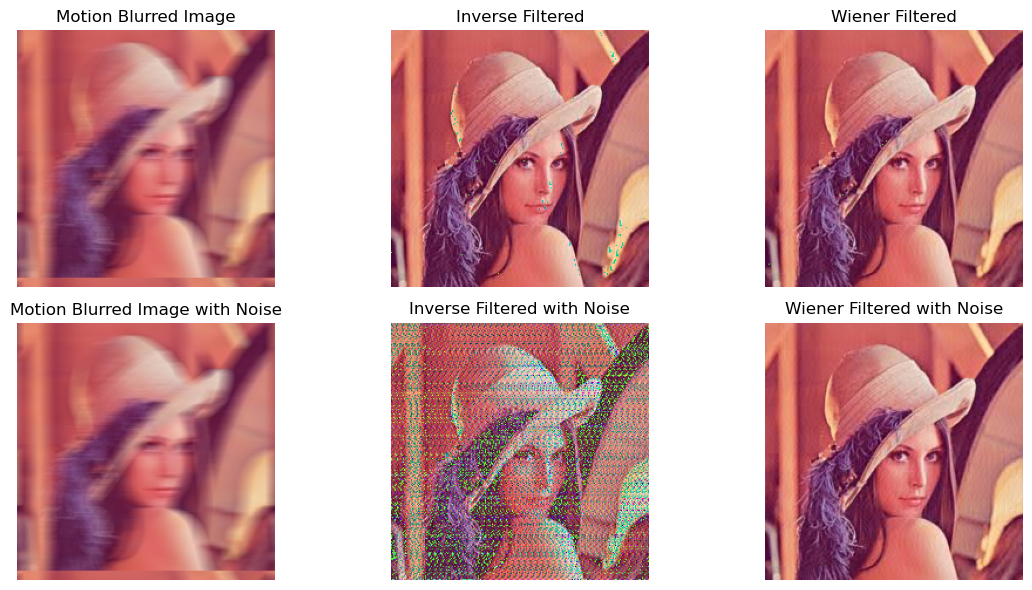 Motion Blurred Image
Inverse Filtered
Wiener Filtered
Motion Blurred Image with Noise
Inverse Filtered with Noise
Wiener Filtered with Noise